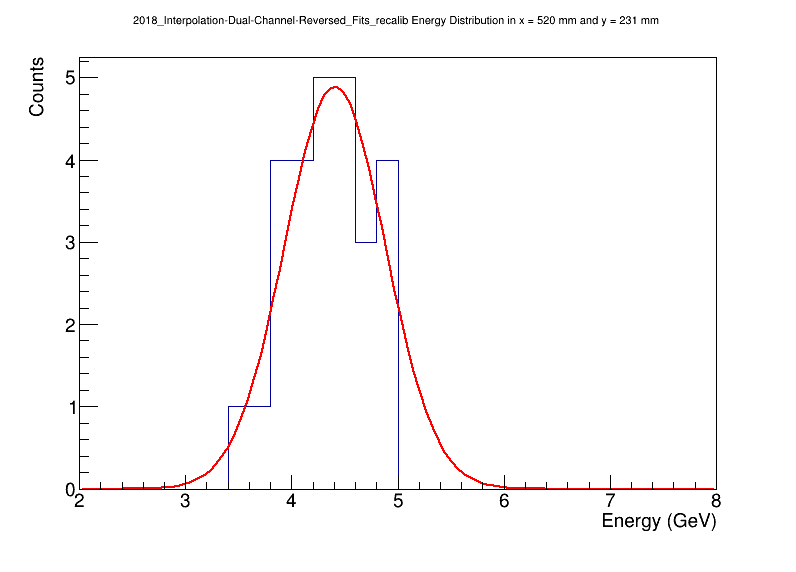 2018_Interpolation-Dual-Channel-Reversed_Fits_recalib Energy Distribution in x = 520 mm and y = 231 mm
Counts
5
4
3
2
1
0
2 3 4 5 6 7 8
Energy (GeV)